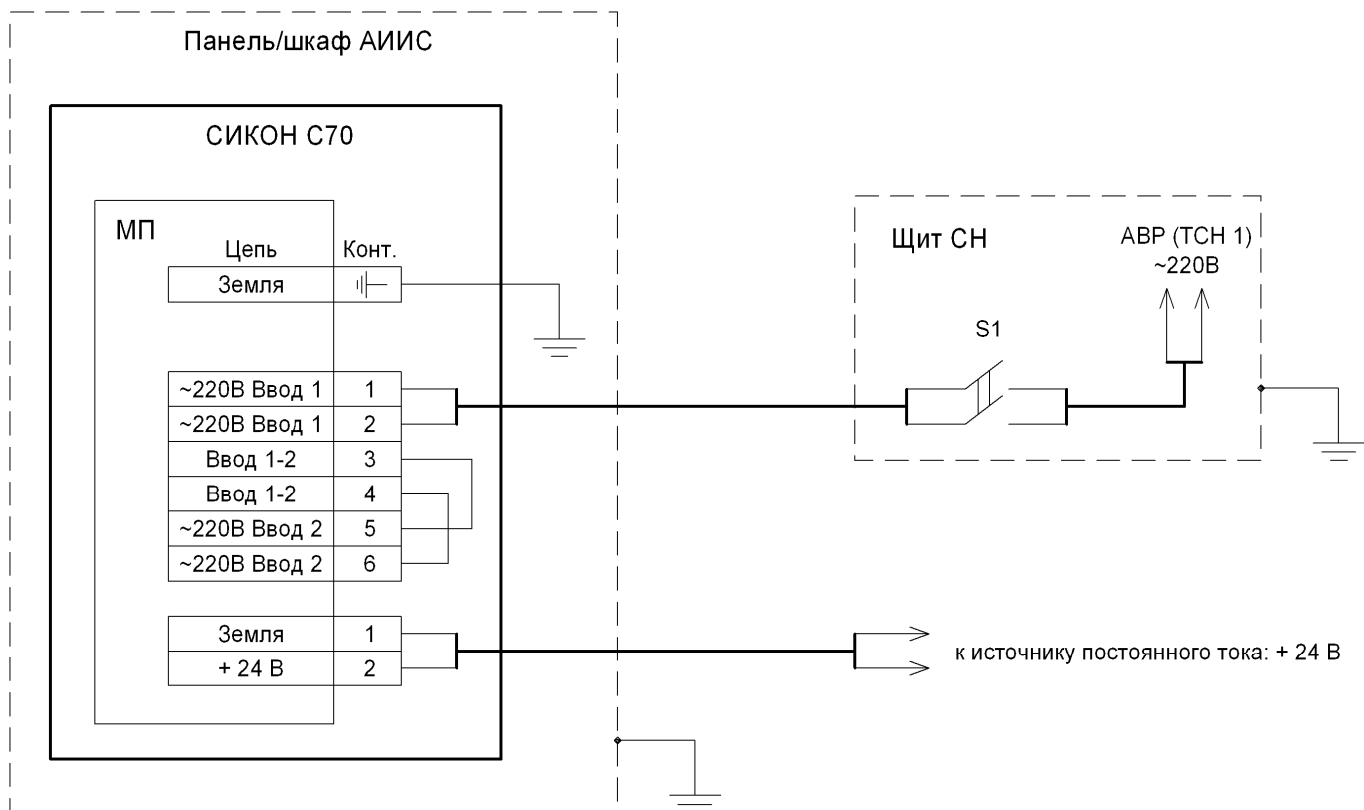 Панель/шкаф АИИС
СИКОН С70
МП
Цепь Конт.
Земля
~220В Ввод 1 1
~220В Ввод 1 2
Ввод 1-2 3
Ввод 1-2 4
~220В Ввод 2 5
~220В Ввод 2 6
Земля 1
+ 24 В 2
Щит СН
АВР (ТСН 1)
~220В
S1
к источнику постоянного тока: + 24 В